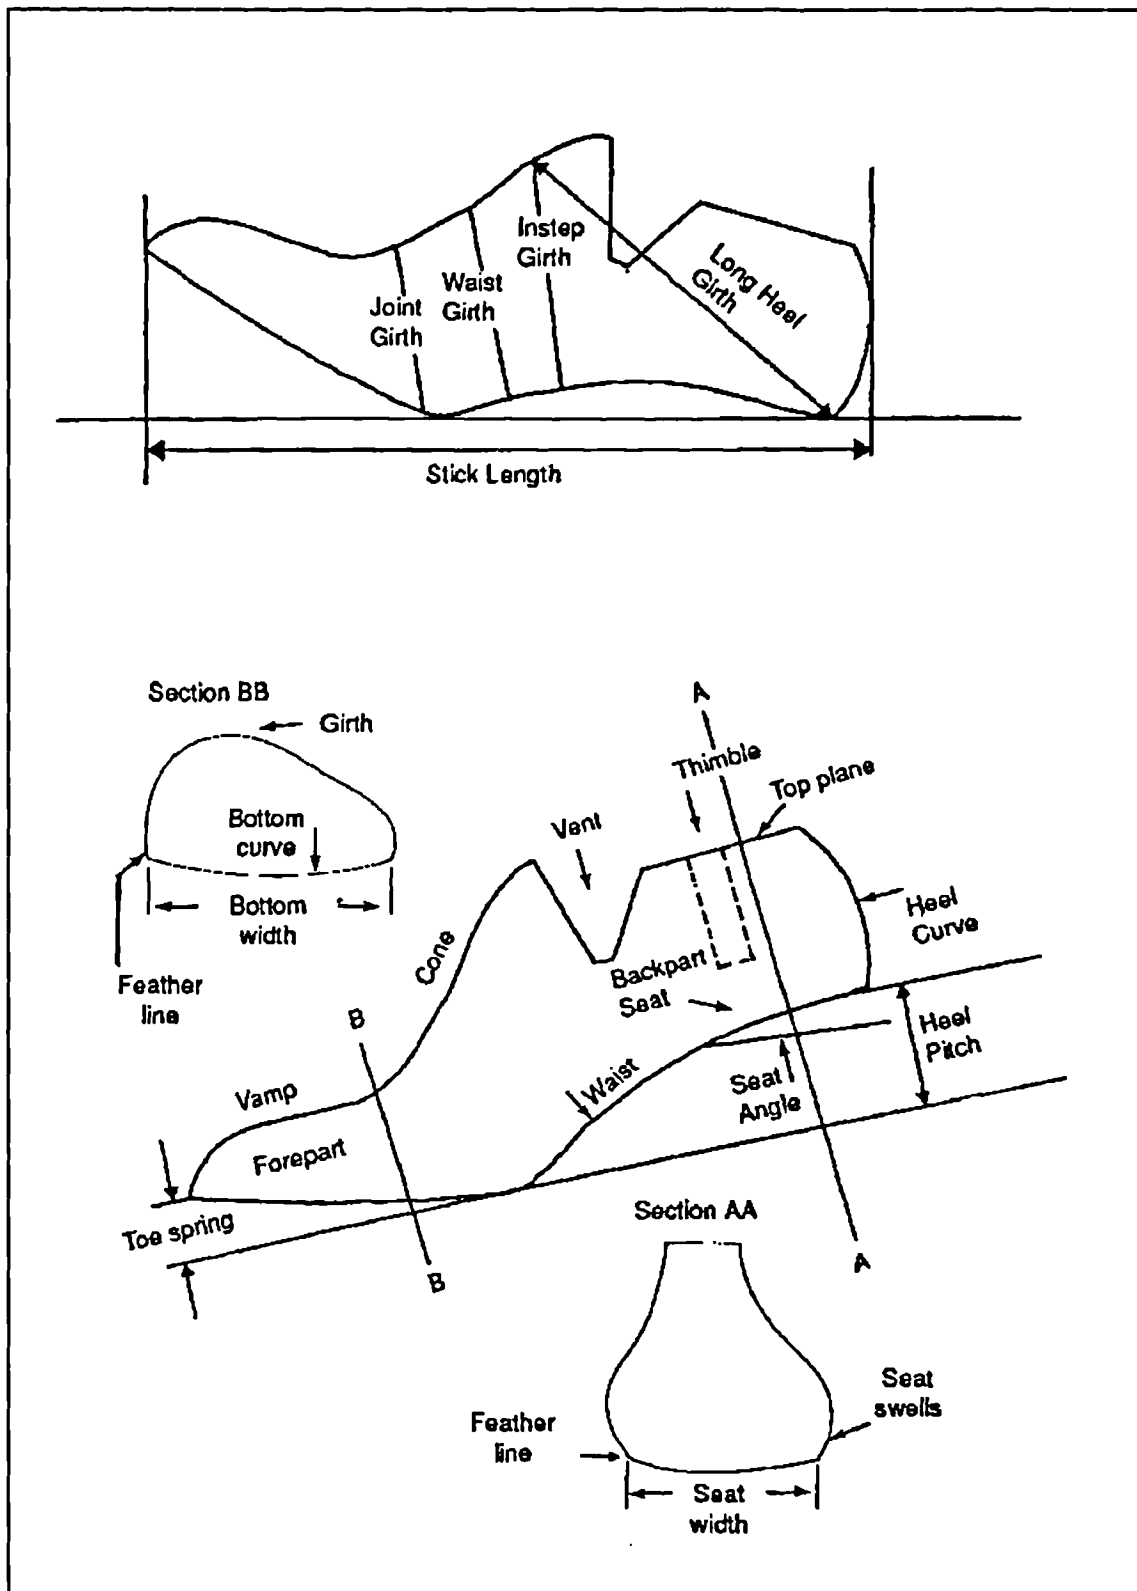 Instep
Girth
Waist
Girth
Joint
Girth
Long Heel
Girth
Stick Length
Section BB
Girth
Bottom
curve
Bottom
width
Feather
line
A
Thimble
Top plane
Vent
Cone
Heel
Curve
Backpart
Seat
B
Heel
Pitch
Waist
Seat
Angle
Vamp
Forepart
Toe spring
B
A
Section AA
Seat
swells
Feather
line
Seat
width